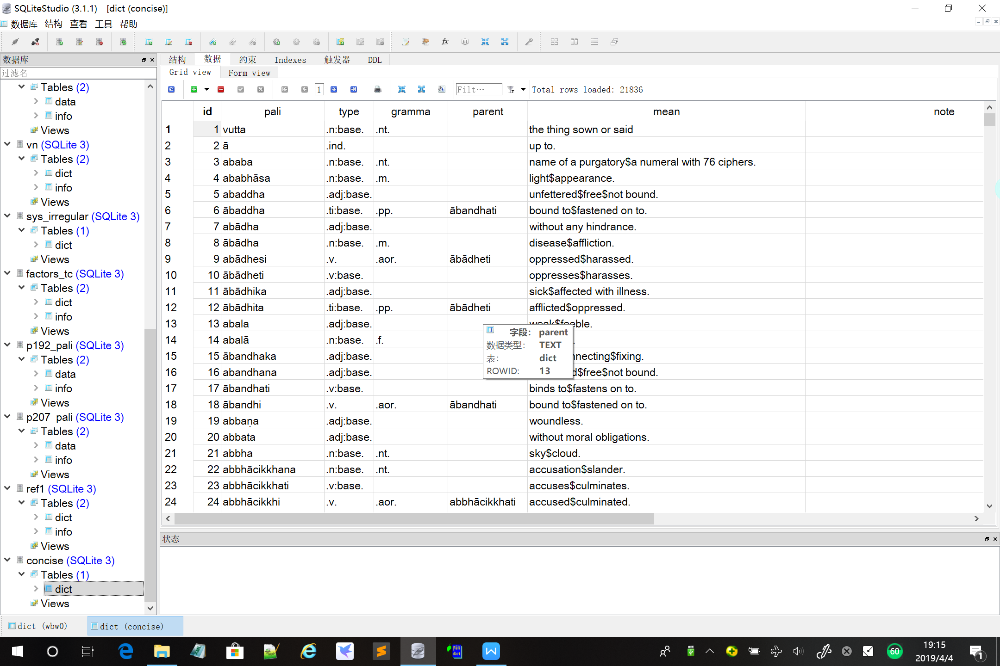 SQLiteStudio (3.1.1) - [dict (concise)]
数据库 结构 查看 工具 帮助
数据库
过滤名
Tables (2)
data
info
Views
vn (SQLite 3)
Tables (2)
dict
info
Views
sys_irregular (SQLite 3)
Tables (1)
dict
Views
factors_tc (SQLite 3)
Tables (2)
dict
info
Views
p192_pali (SQLite 3)
Tables (2)
data
info
Views
p207_pali (SQLite 3)
Tables (2)
data
info
Views
ref1 (SQLite 3)
Tables (2)
dict
info
Views
concise (SQLite 3)
Tables (1)
dict
Views
结构 数据 约束 Indexes 触发器 DDL
Grid view Form view
1 Filt… Total rows loaded: 21836
id pali type gramma parent mean note
1 1 vutta .n:base. .nt. the thing sown or said
2 2 ā .ind. up to.
3 3 ababa .n:base. .nt. name of a purgatory$a numeral with 76 ciphers.
4 4 ababhāsa .n:base. .m. light$appearance.
5 5 abaddha .adj:base. unfettered$free$not bound.
6 6 ābaddha .ti:base. .pp. ābandhati bound to$fastened on to.
7 7 abādha .adj:base. without any hindrance.
8 8 ābādha .n:base. .m. disease$affliction.
9 9 abādhesi .v. .aor. ābādheti oppressed$harassed.
10 10 ābādheti .v:base. oppresses$harasses.
11 11 ābādhika .adj:base. sick$affected with illness.
12 12 ābādhita .ti:base. .pp. ābādheti afflicted$oppressed.
13 13 abala .adj:base. weak$feeble.
14 14 abalā .n:base. .f.
15 15 ābandhaka .adj:base. nnecting$fixing.
16 16 abandhana .adj:base. d$free$not bound.
17 17 ābandhati .v:base. binds to$fastens on to.
18 18 ābandhi .v. .aor. ābandhati bound to$fastened on to.
19 19 abbaṇa .adj:base. woundless.
20 20 abbata .adj:base. without moral obligations.
21 21 abbha .n:base. .nt. sky$cloud.
22 22 abbhācikkhana .n:base. .nt. accusation$slander.
23 23 abbhācikkhati .v:base. accuses$culminates.
24 24 abbhācikkhi .v. .aor. abbhācikkhati accused$culminated.
字段: parent
数据类型: TEXT
表: dict
ROWID: 13
状态
dict (wbw0) dict (concise)
Pāli
dict
60
19:15
2019/4/4
1